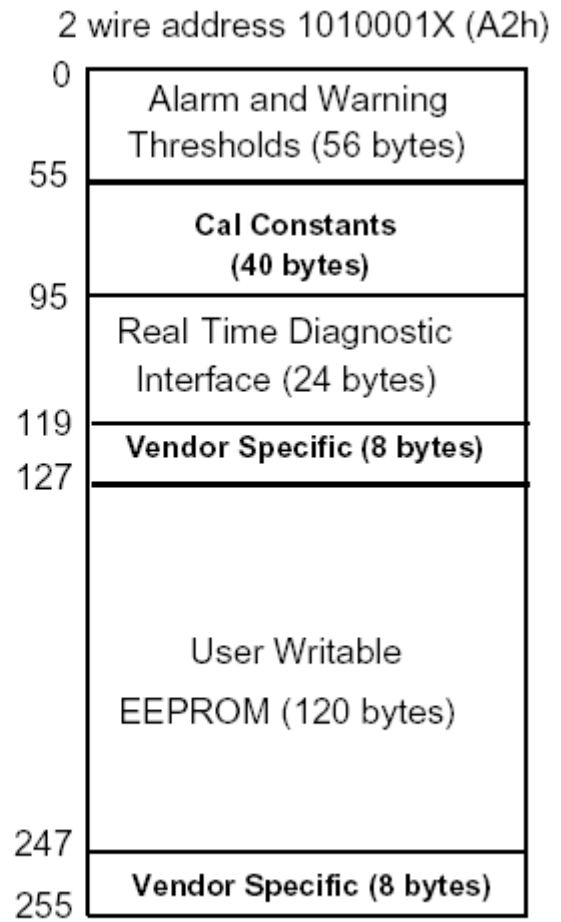 2 wire address 1010001X (A2h)
0
Alarm and Warning
Thresholds (56 bytes)
55
Cal Constants
(40 bytes)
95
Real Time Diagnostic
Interface (24 bytes)
119
Vendor Specific (8 bytes)
127
User Writable
EEPROM (120 bytes)
247
Vendor Specific (8 bytes)
255